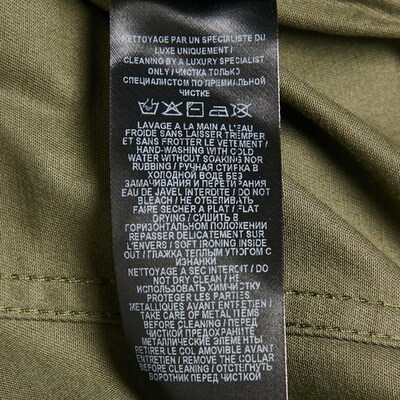 NETTOYAGE PAR UN SPECIALISTE DU
LUXE UNIQUEMENT /
CLEANING BY A LUXURY SPECIALIST
ONLY / ЧИСТКА ТОЛЬКО
СПЕЦИАЛИСТОМ ПО ПРЕМИАЛЬНОЙ
ЧИСТКЕ
LAVAGE A LA MAIN A L'EAU
FROIDE SANS LAISSER TREMPER
ET SANS FROTTER LE VETEMENT /
HAND-WASHING WITH COLD
WATER WITHOUT SOAKING NOR
RUBBING / РУЧНАЯ СТИРКА В
ХОЛОДНОЙ ВОДЕ БЕЗ
ЗАМАЧИВАНИЯ И ПЕРЕТИРАНИЯ
EAU DE JAVEL INTERDITE / DO NOT
BLEACH / НЕ ОТБЕЛИВАТЬ
FAIRE SECHER A PLAT / FLAT
DRYING / СУШИТЬ В
ГОРИЗОНТАЛЬНОМ ПОЛОЖЕНИИ
REPASSER DELICATEMENT SUR
L'ENVERS / SOFT IRONING INSIDE
OUT / ГЛАЖКА ТЕПЛЫМ УТЮГОМ С
ИЗНАНКИ
NETTOYAGE A SEC INTERDIT / DO
NOT DRY CLEAN / НЕ
ИСПОЛЬЗОВАТЬ ХИМЧИСТКУ
PROTEGER LES PARTIES
METALLIQUES AVANT ENTRETIEN /
TAKE CARE OF METAL ITEMS
BEFORE CLEANING / ПЕРЕД
ЧИСТКОЙ ПРЕДОХРАНИТЕ
МЕТАЛЛИЧЕСКИЕ ЭЛЕМЕНТЫ
RETIRER LE COL AMOVIBLE AVANT
ENTRETIEN / REMOVE THE COLLAR
BEFORE CLEANING / ОТСТЕГНУТЬ
ВОРОТНИК ПЕРЕД ЧИСТКОЙ